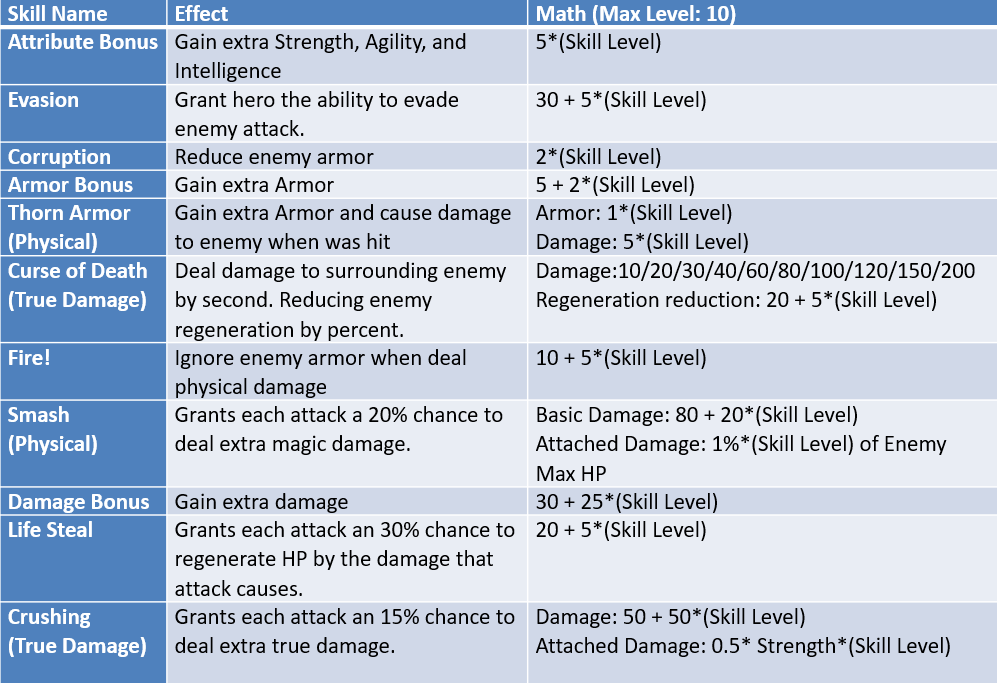 Skill Name Effect Math (Max Level: 10)
Attribute Bonus Gain extra Strength, Agility, and 5*(Skill Level)
Intelligence
Evasion Grant hero the ability to evade 30 + 5*(Skill Level)
enemy attack.
Corruption Reduce enemy armor 2*(Skill Level)
Armor Bonus Gain extra Armor 5 + 2*(Skill Level)
Thorn Armor Gain extra Armor and cause damage Armor: 1*(Skill Level)
(Physical) to enemy when was hit Damage: 5*(Skill Level)
Curse of Death Deal damage to surrounding enemy Damage:10/20/30/40/60/80/100/120/150/200
(True Damage) by second. Reducing enemy Regeneration reduction: 20 + 5*(Skill Level)
regeneration by percent.
Fire! Ignore enemy armor when deal 10 + 5*(Skill Level)
physical damage
Smash Grants each attack a 20% chance to Basic Damage: 80 + 20*(Skill Level)
(Physical) deal extra magic damage. Attached Damage: 1%*(Skill Level) of Enemy
Max HP
Damage Bonus Gain extra damage 30 + 25*(Skill Level)
Life Steal Grants each attack an 30% chance to 20 + 5*(Skill Level)
regenerate HP by the damage that
attack causes.
Crushing Grants each attack an 15% chance to Damage: 50 + 50*(Skill Level)
(True Damage) deal extra true damage. Attached Damage: 0.5* Strength*(Skill Level)